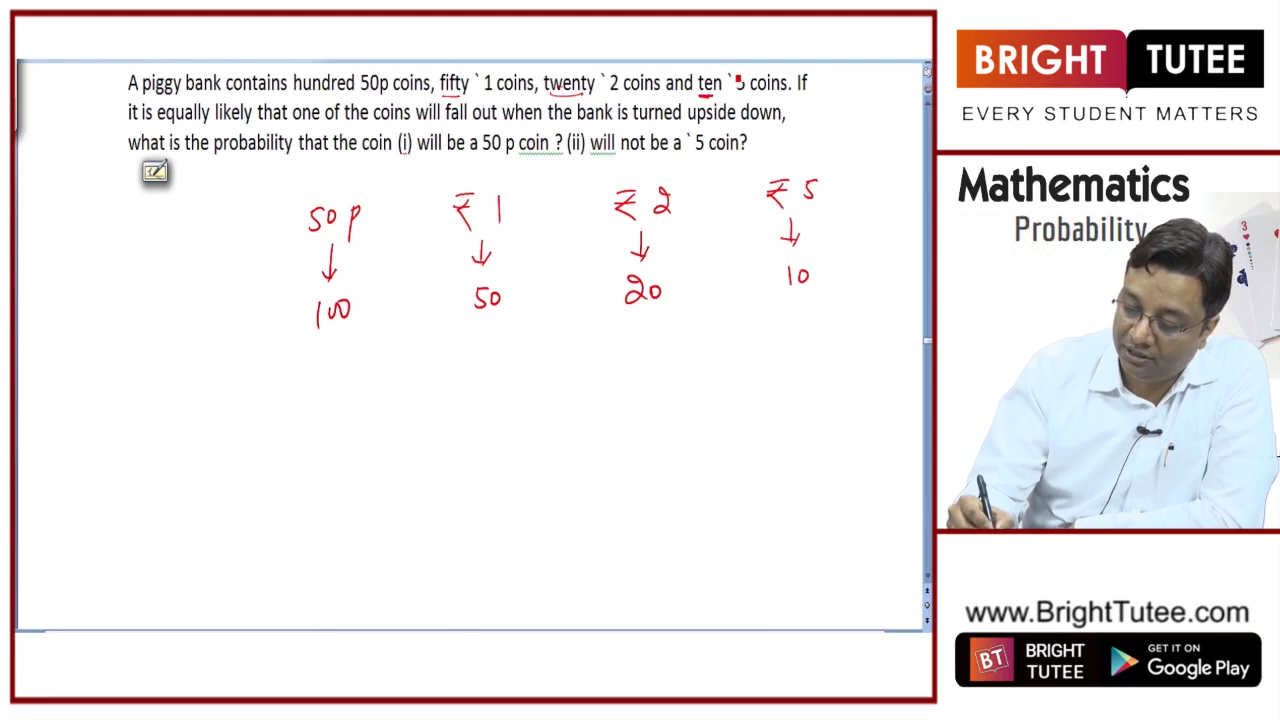 A piggy bank contains hundred 50p coins, fifty ` 1 coins, twenty ` 2 coins and ten ` 5 coins. If
it is equally likely that one of the coins will fall out when the bank is turned upside down,
what is the probability that the coin (i) will be a 50 p coin ? (ii) will not be a ` 5 coin?
50 p ₹ 1 ₹ 2 ₹ 5
↓ ↓ ↓ ↓
100 50 20 10
BRIGHT TUTEE
EVERY STUDENT MATTERS
Mathematics
Probability
3
www.BrightTutee.com
BT BRIGHT TUTEE
GET IT ON
Google Play